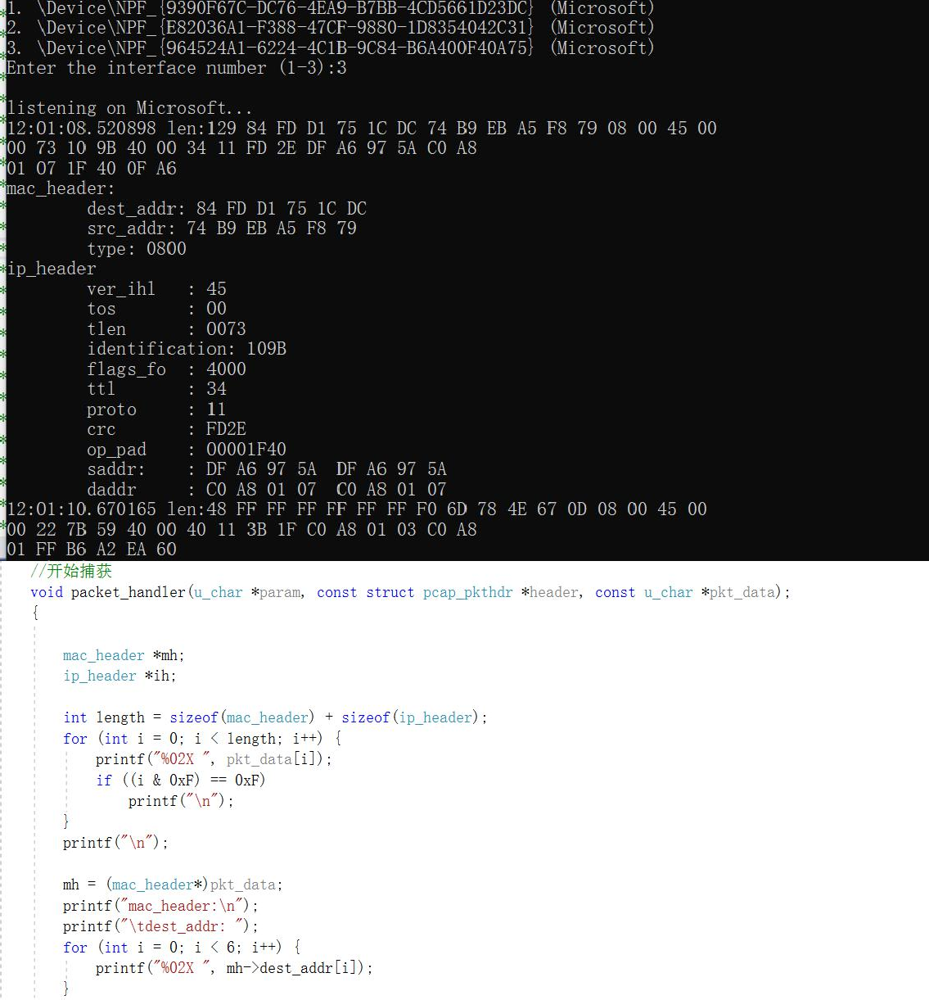 1. \Device\NPF_{9390F67C-DC76-4EA9-B7BB-4CD5661D23DC} (Microsoft)
2. \Device\NPF_{E82036A1-F388-47CF-9880-1D8354042C31} (Microsoft)
3. \Device\NPF_{964524A1-6224-4C1B-9C84-B6A400F40A75} (Microsoft)
Enter the interface number (1-3):3
listening on Microsoft...
12:01:08.520898 len:129 84 FD D1 75 1C DC 74 B9 EB A5 F8 79 08 00 45 00
00 73 10 9B 40 00 34 11 FD 2E DF A6 97 5A C0 A8
01 07 1F 40 0F A6
mac_header:
dest_addr: 84 FD D1 75 1C DC
src_addr: 74 B9 EB A5 F8 79
type: 0800
ip_header
ver_ihl : 45
tos : 00
tlen : 0073
identification: 109B
flags_fo : 4000
ttl : 34
proto : 11
crc : FD2E
op_pad : 00001F40
saddr: : DF A6 97 5A DF A6 97 5A
daddr : C0 A8 01 07 C0 A8 01 07
12:01:10.670165 len:48 FF FF FF FF FF FF F0 6D 78 4E 67 0D 08 00 45 00
00 22 7B 59 40 00 40 11 3B 1F C0 A8 01 03 C0 A8
01 FF B6 A2 EA 60
//开始捕获
void packet_handler(u_char *param, const struct pcap_pkthdr *header, const u_char *pkt_data);
{
mac_header *mh;
ip_header *ih;
int length = sizeof(mac_header) + sizeof(ip_header);
for (int i = 0; i < length; i++) {
printf("%02X ", pkt_data[i]);
if ((i & 0xF) == 0xF)
printf("\n");
}
printf("\n");
mh = (mac_header*)pkt_data;
printf("mac_header:\n");
printf("\tdest_addr: ");
for (int i = 0; i < 6; i++) {
printf("%02X ", mh->dest_addr[i]);
}